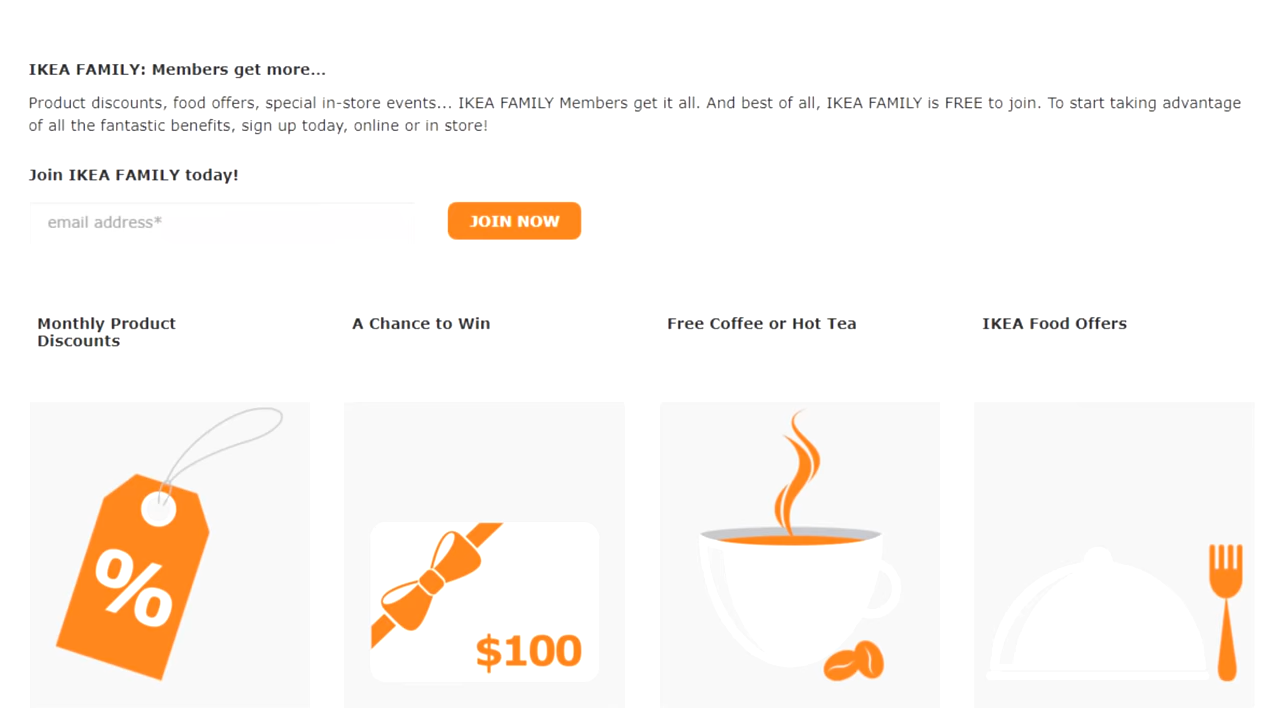 IKEA FAMILY: Members get more...
Product discounts, food offers, special in-store events... IKEA FAMILY Members get it all. And best of all, IKEA FAMILY is FREE to join. To start taking advantage
of all the fantastic benefits, sign up today, online or in store!
Join IKEA FAMILY today!
email address*
JOIN NOW
Monthly Product
Discounts
A Chance to Win
Free Coffee or Hot Tea
IKEA Food Offers
%
$100